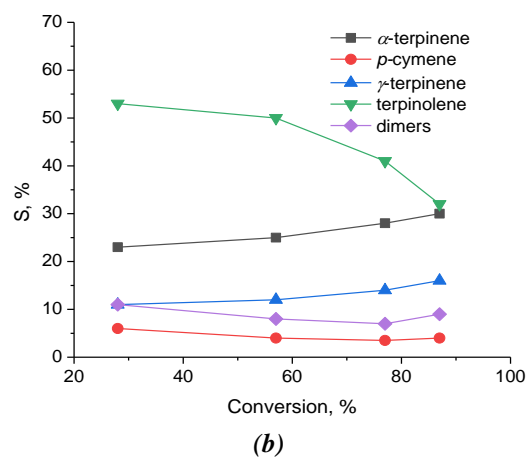 70
60
50
40
30
20
10
0
S, %
α-terpinene
p-cymene
γ-terpinene
terpinolene
dimers
20 40 60 80 100
Conversion, %
(b)